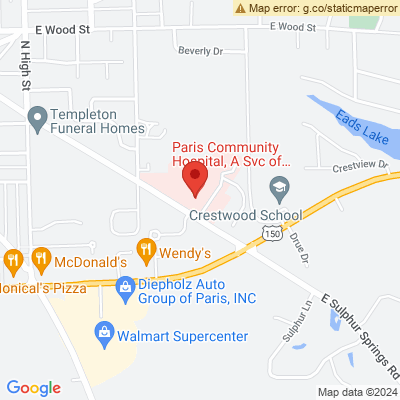 Map error: g.co/staticmaperror
E Wood St
E Wood St
N High St
Beverly Dr
Templeton
Funeral Homes
Eads Lake
Paris Community
Hospital, A Svc of...
Crestview Dr
Crestwood School
150
Drue Dr
Wendy's
McDonald's
Monical's Pizza
Diepholz Auto
Group of Paris, INC
Walmart Supercenter
Sulphur Ln
E Sulphur Springs Rd
Google
Map data ©2024